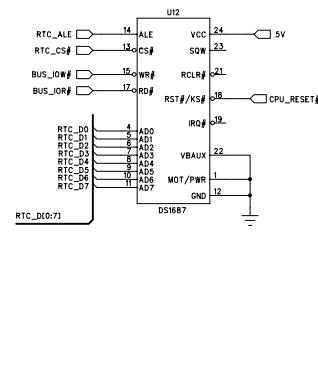 U12
RTC_ALE 14 ALE VCC 24 5V
RTC_CS# 13 CS# SQW 23
BUS_IOW# 15 WR# RCLR# 21
BUS_IOR# 17 RD#
RST#/KS# 18 CPU_RESET#
IRQ# 19
RTC_D0 4 AD0
RTC_D1 5 AD1
RTC_D2 6 AD2
RTC_D3 7 AD3
RTC_D4 8 AD4
RTC_D5 9 AD5
RTC_D6 10 AD6
RTC_D7 11 AD7
VBAUX 22
MOT/PWR 1
GND 12
RTC_D[0:7]
DS1687